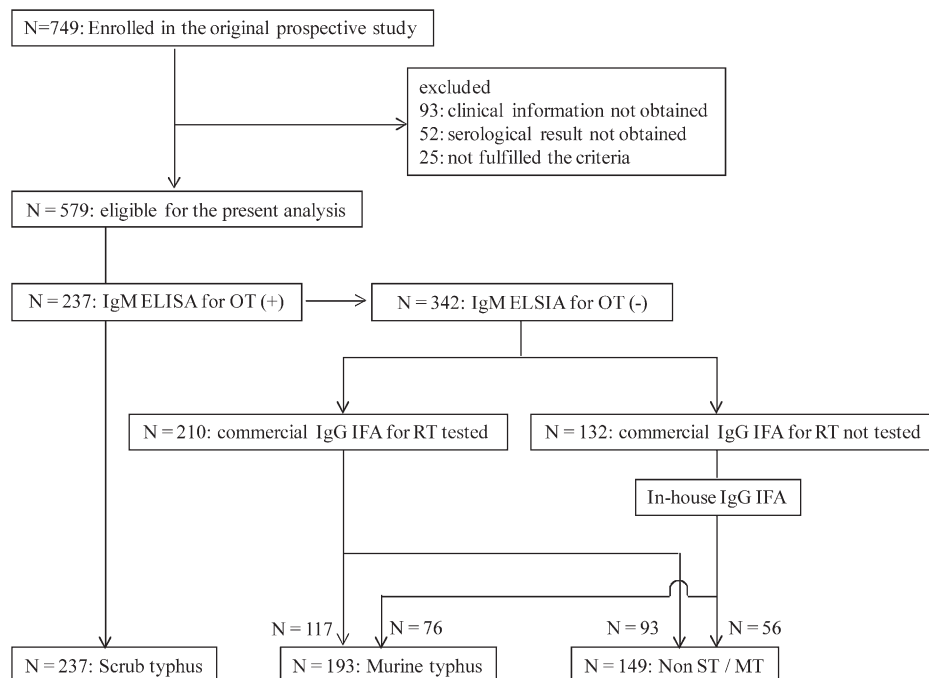 N=749: Enrolled in the original prospective study
excluded
93: clinical information not obtained
52: serological result not obtained
25: not fulfilled the criteria
N = 579: eligible for the present analysis
N = 237: IgM ELISA for OT (+)
N = 342: IgM ELSIA for OT (-)
N = 210: commercial IgG IFA for RT tested
N = 132: commercial IgG IFA for RT not tested
In-house IgG IFA
N = 117
N = 76
N = 93
N = 56
N = 237: Scrub typhus
N = 193: Murine typhus
N = 149: Non ST / MT